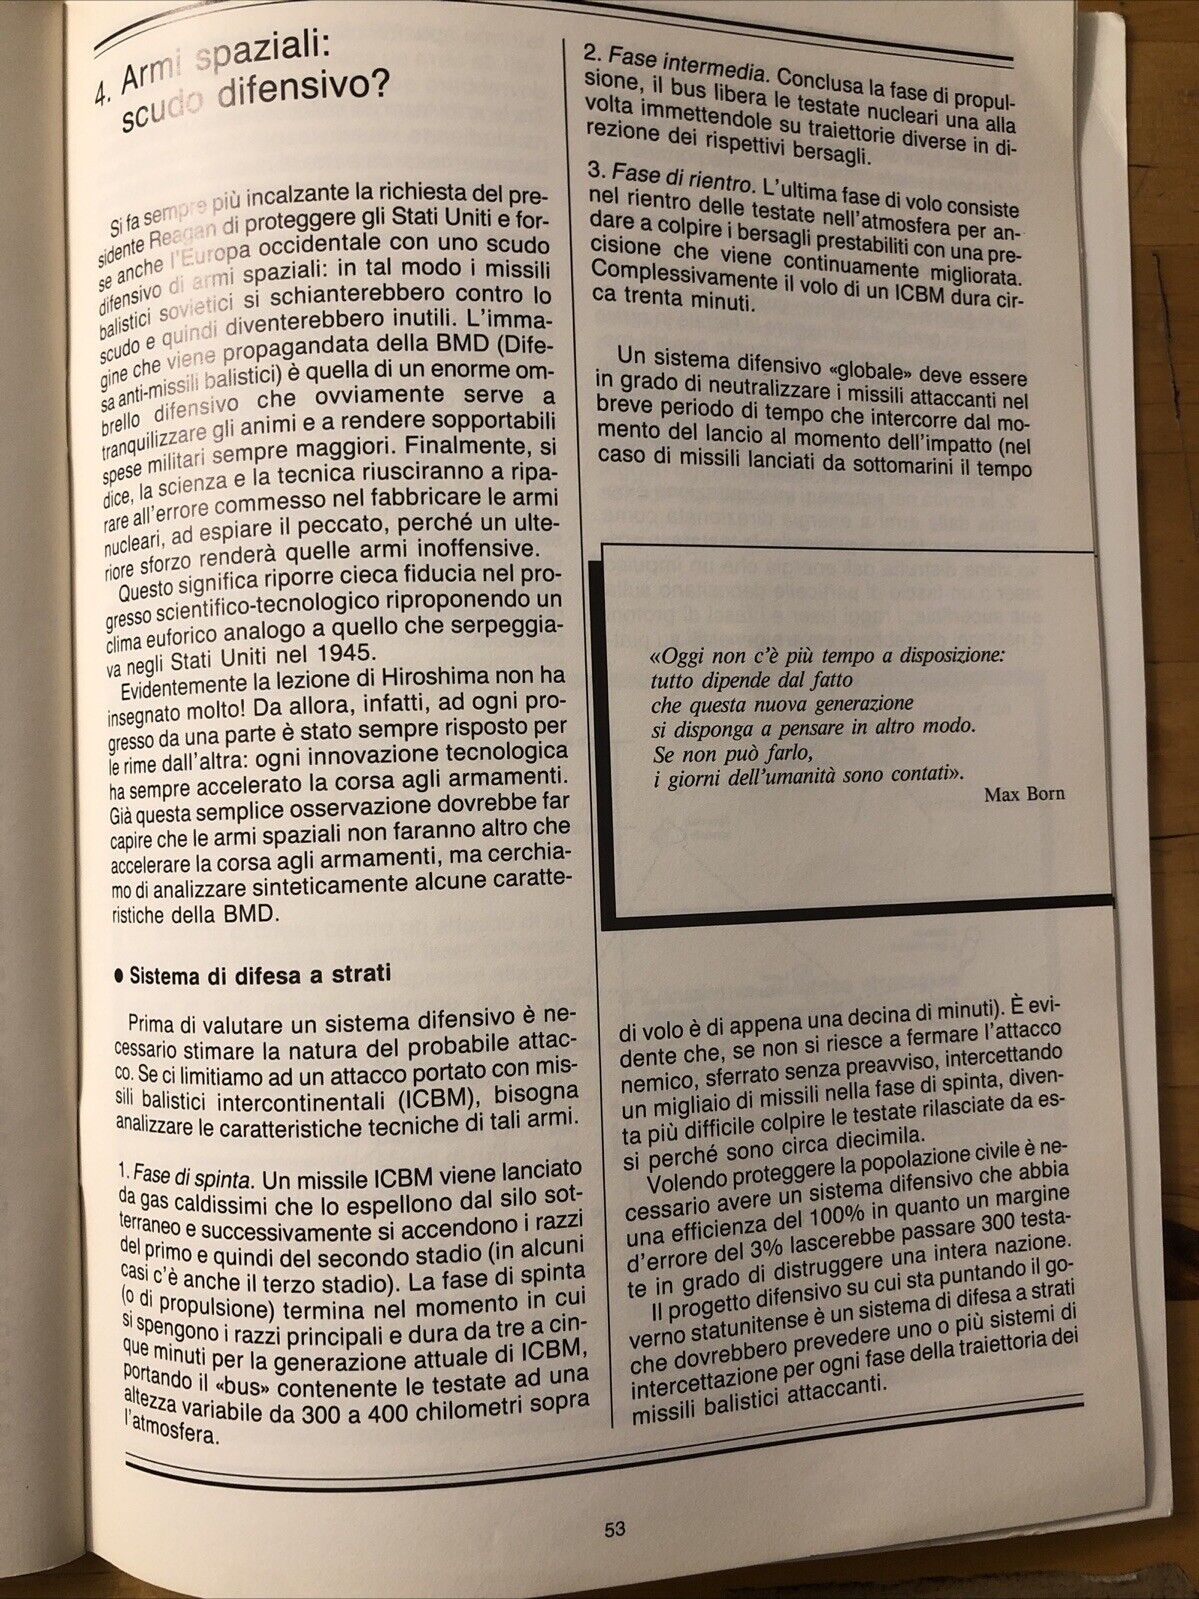 4. Armi spaziali:
scudo difensivo?
Si fa sempre più incalzante la richiesta del pre-
sidente Reagan di proteggere gli Stati Uniti e for-
se anche l'Europa occidentale con uno scudo
difensivo di armi spaziali: in tal modo i missili
balistici sovietici si schianterebbero contro lo
scudo e quindi diventerebbero inutili. L'imma-
gine che viene propagandata della BMD (Dife-
sa anti-missili balistici) è quella di un enorme om-
brello difensivo che ovviamente serve a
tranquilizzare gli animi e a rendere sopportabili
spese militari sempre maggiori. Finalmente, si
dice, la scienza e la tecnica riusciranno a ripa-
rare all'errore commesso nel fabbricare le armi
nucleari, ad espiare il peccato, perché un ulte-
riore sforzo renderà quelle armi inoffensive.
Questo significa riporre cieca fiducia nel pro-
gresso scientifico-tecnologico riproponendo un
clima euforico analogo a quello che serpeggia-
va negli Stati Uniti nel 1945.
Evidentemente la lezione di Hiroshima non ha
insegnato molto! Da allora, infatti, ad ogni pro-
gresso da una parte è stato sempre risposto per
le rime dall'altra: ogni innovazione tecnologica
ha sempre accelerato la corsa agli armamenti.
Già questa semplice osservazione dovrebbe far
capire che le armi spaziali non faranno altro che
accelerare la corsa agli armamenti, ma cerchia-
mo di analizzare sinteticamente alcune caratte-
ristiche della BMD.
● Sistema di difesa a strati
Prima di valutare un sistema difensivo è ne-
cessario stimare la natura del probabile attac-
co. Se ci limitiamo ad un attacco portato con mis-
sili balistici intercontinentali (ICBM), bisogna
analizzare le caratteristiche tecniche di tali armi.
1. Fase di spinta. Un missile ICBM viene lanciato
da gas caldissimi che lo espellono dal silo sot-
terraneo e successivamente si accendono i razzi
del primo e quindi del secondo stadio (in alcuni
casi c'è anche il terzo stadio). La fase di spinta
(o di propulsione) termina nel momento in cui
si spengono i razzi principali e dura da tre a cin-
que minuti per la generazione attuale di ICBM,
portando il «bus» contenente le testate ad una
altezza variabile da 300 a 400 chilometri sopra
l'atmosfera.
2. Fase intermedia. Conclusa la fase di propul-
sione, il bus libera le testate nucleari una alla
volta immettendole su traiettorie diverse in di-
rezione dei rispettivi bersagli.
3. Fase di rientro. L'ultima fase di volo consiste
nel rientro delle testate nell'atmosfera per an-
dare a colpire i bersagli prestabiliti con una pre-
cisione che viene continuamente migliorata.
Complessivamente il volo di un ICBM dura cir-
ca trenta minuti.
Un sistema difensivo «globale» deve essere
in grado di neutralizzare i missili attaccanti nel
breve periodo di tempo che intercorre dal mo-
mento del lancio al momento dell'impatto (nel
caso di missili lanciati da sottomarini il tempo
«Oggi non c'è più tempo a disposizione:
tutto dipende dal fatto
che questa nuova generazione
si disponga a pensare in altro modo.
Se non può farlo,
i giorni dell'umanità sono contati».
Max Born
di volo è di appena una decina di minuti). È evi-
dente che, se non si riesce a fermare l'attacco
nemico, sferrato senza preavviso, intercettando
un migliaio di missili nella fase di spinta, diven-
ta più difficile colpire le testate rilasciate da es-
si perché sono circa diecimila.
Volendo proteggere la popolazione civile è ne-
cessario avere un sistema difensivo che abbia
una efficienza del 100% in quanto un margine
d'errore del 3% lascerebbe passare 300 testa-
te in grado di distruggere una intera nazione.
Il progetto difensivo su cui sta puntando il go-
verno statunitense è un sistema di difesa a strati
che dovrebbero prevedere uno o più sistemi di
intercettazione per ogni fase della traiettoria dei
missili balistici attaccanti.
53